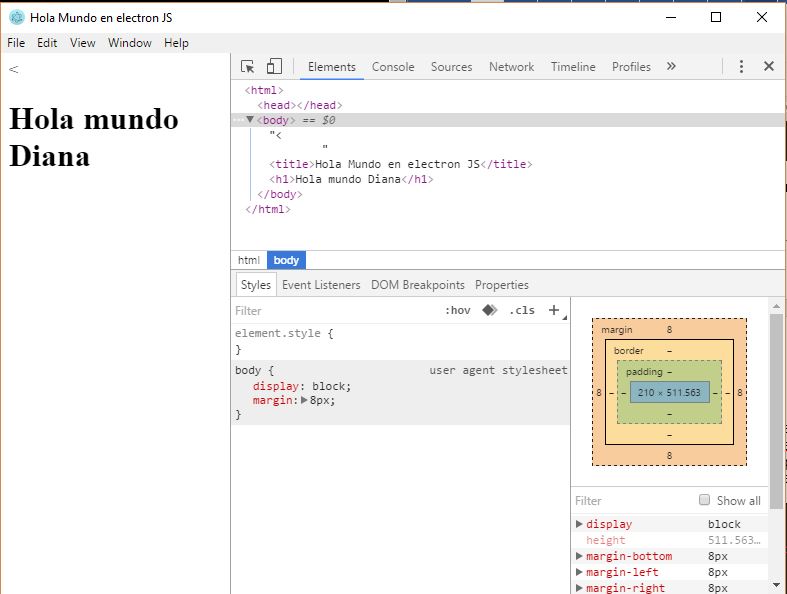 Hola Mundo en electron JS
File Edit View Window Help
<
Hola mundo
Diana
Elements Console Sources Network Timeline Profiles »
<html>
<head></head>
...▼<body> == $0
"<
"
<title>Hola Mundo en electron JS</title>
<h1>Hola mundo Diana</h1>
</body>
</html>
html body
Styles Event Listeners DOM Breakpoints Properties
Filter :hov .cls +
element.style {
}
body { user agent stylesheet
display: block;
margin:▶8px;
}
margin 8
border –
padding –
8 – – 210 × 511.563 – – 8
–
–
8
Filter Show all
▶display block
height 511.563…
▶margin-bottom 8px
▶margin-left 8px
▶margin-right 8px